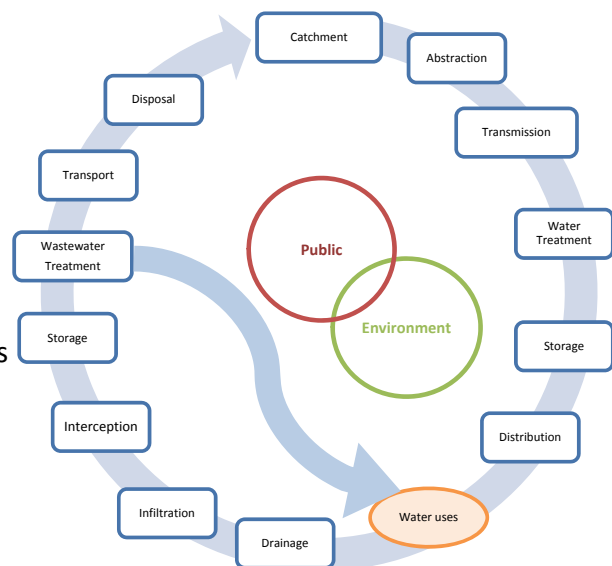 Catchment
Abstraction
Transmission
Water
Treatment
Storage
Distribution
Water uses
Drainage
Infiltration
Interception
Storage
s
Wastewater
Treatment
Transport
Disposal
Public
Environment